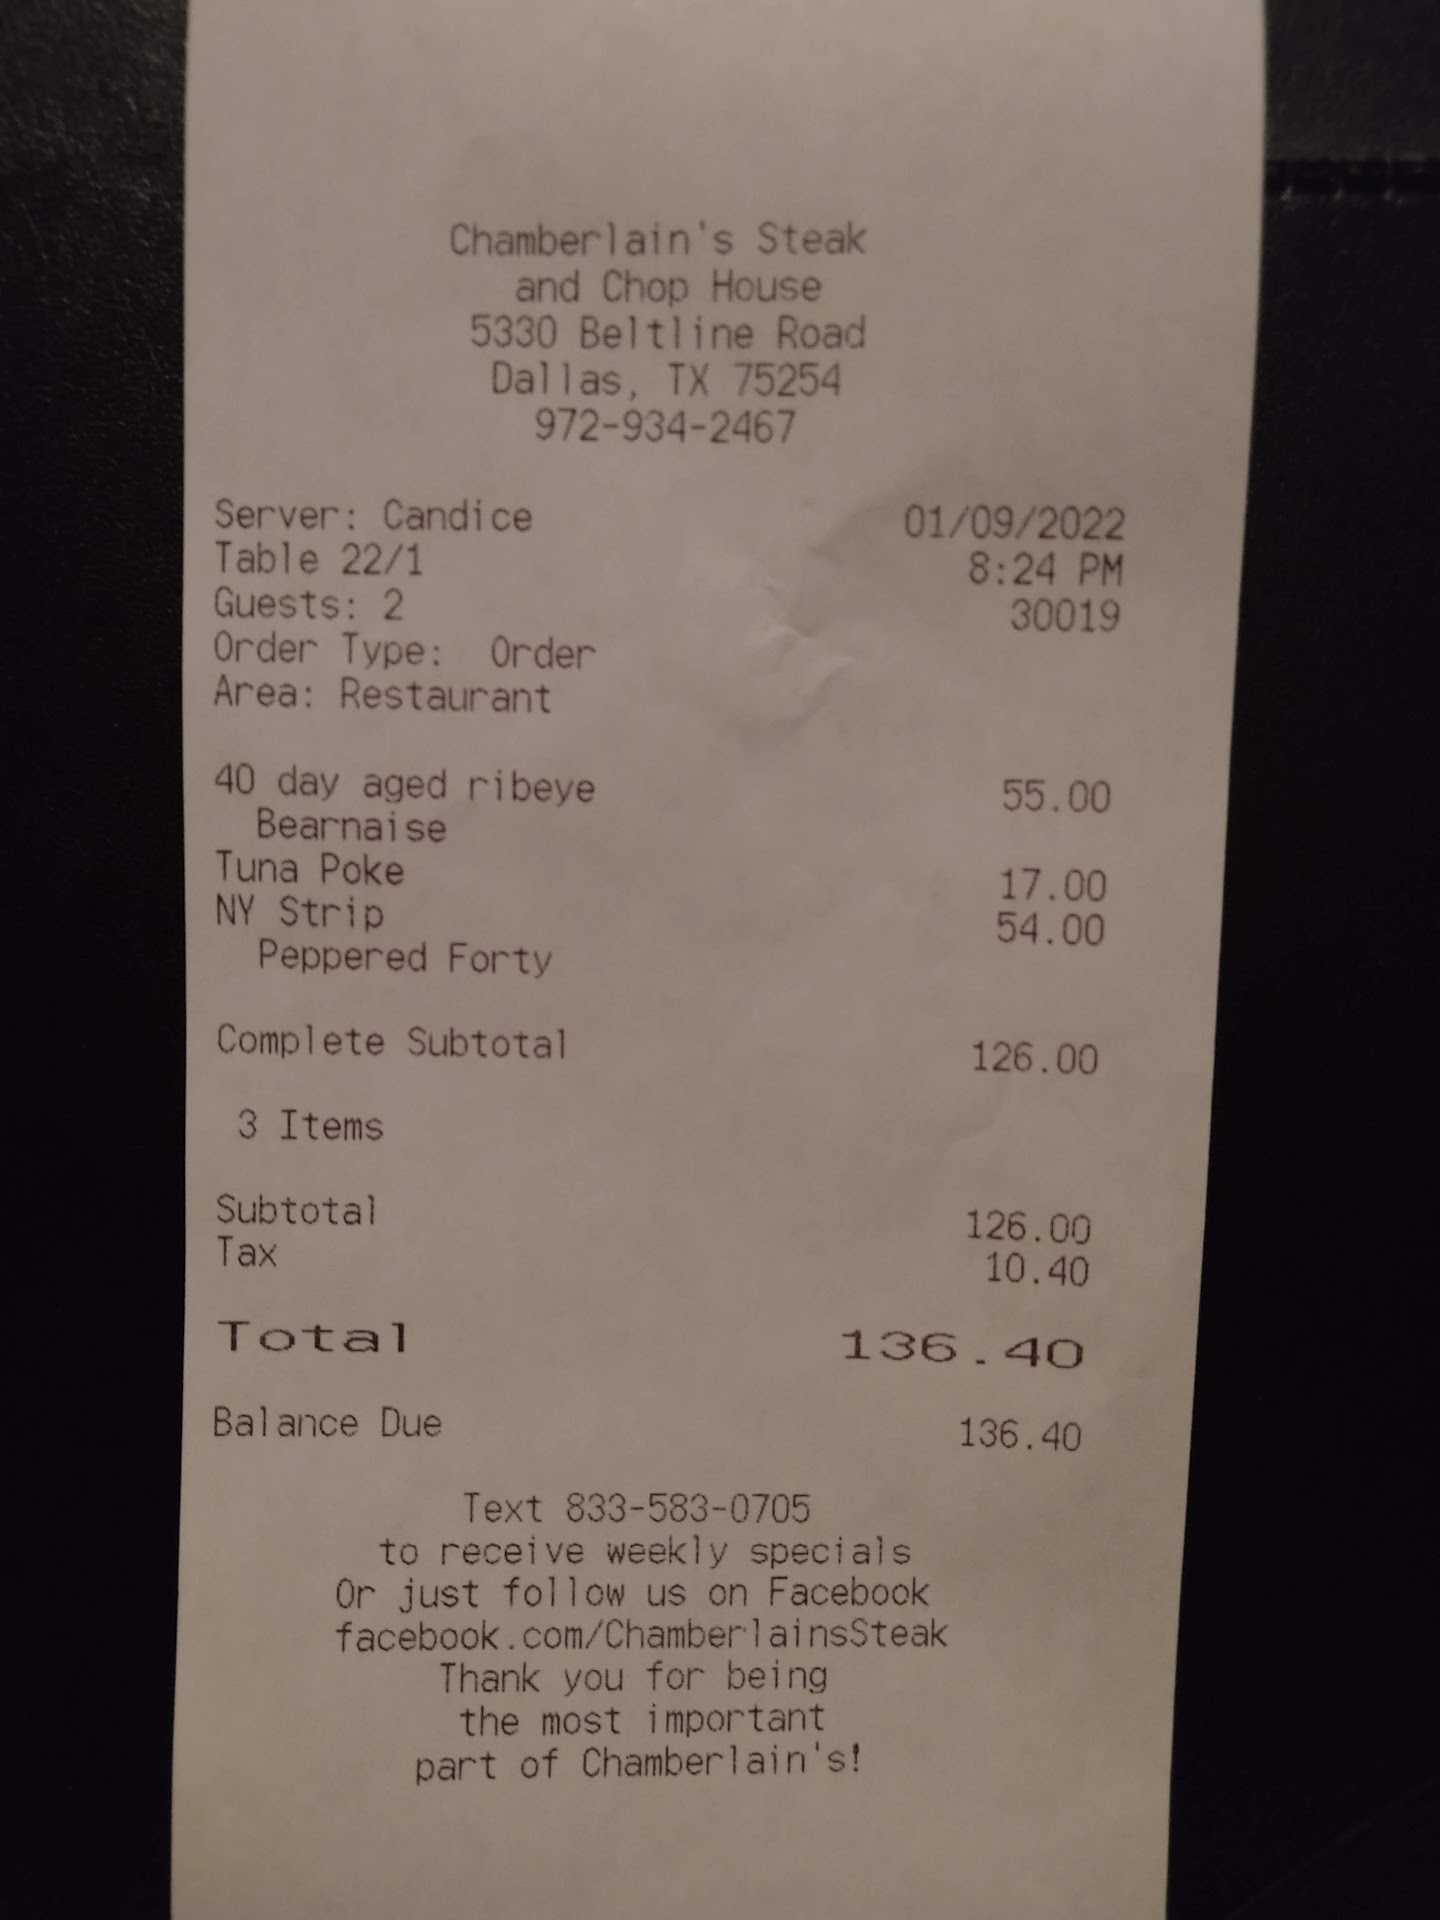 Chamberlain's Steak
and Chop House
5330 Beltline Road
Dallas, TX 75254
972-934-2467
Server: Candice 01/09/2022
Table 22/1 8:24 PM
Guests: 2 30019
Order Type: Order
Area: Restaurant
40 day aged ribeye 55.00
Bearnaise
Tuna Poke 17.00
NY Strip 54.00
Peppered Forty
Complete Subtotal 126.00
3 Items
Subtotal 126.00
Tax 10.40
Total 136.40
Balance Due 136.40
Text 833-583-0705
to receive weekly specials
Or just follow us on Facebook
facebook.com/ChamberlainsSteak
Thank you for being
the most important
part of Chamberlain's!